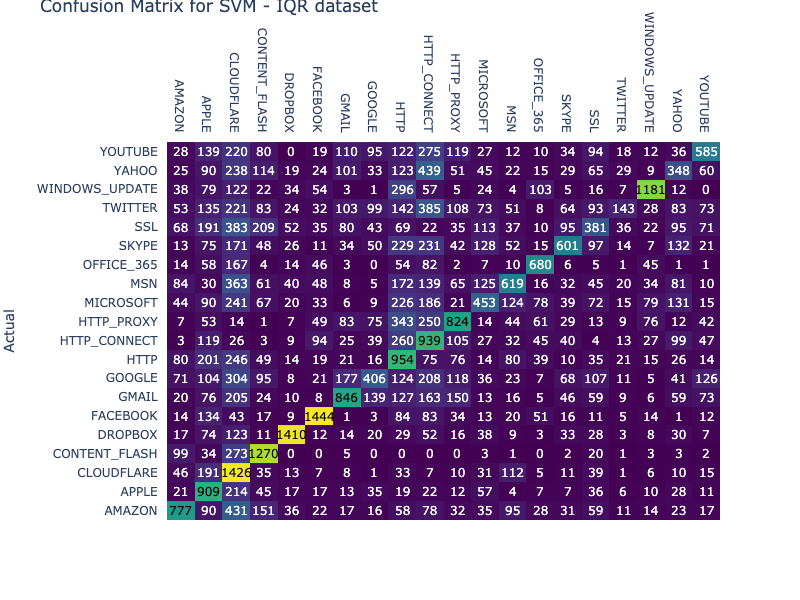 Confusion Matrix for SVM - IQR dataset
AMAZON APPLE CLOUDFLARE CONTENT_FLASH DROPBOX FACEBOOK GMAIL GOOGLE HTTP HTTP_CONNECT HTTP_PROXY MICROSOFT MSN OFFICE_365 SKYPE SSL TWITTER WINDOWS_UPDATE YAHOO YOUTUBE
YOUTUBE 28 139 220 80 0 19 110 95 122 275 119 27 12 10 34 94 18 12 36 585
YAHOO 25 90 238 114 19 24 101 33 123 439 51 45 22 15 29 65 29 9 348 60
WINDOWS_UPDATE 38 79 122 22 34 54 3 1 296 57 5 24 4 103 5 16 7 1181 12 0
TWITTER 53 135 221 83 24 32 103 99 142 385 108 73 51 8 64 93 143 28 83 73
SSL 68 191 383 209 52 35 80 43 69 22 35 113 37 10 95 381 36 22 95 71
SKYPE 13 75 171 48 26 11 34 50 229 231 42 128 52 15 601 97 14 7 132 21
OFFICE_365 14 58 167 4 14 46 3 0 54 82 2 7 10 680 6 5 1 45 1 1
MSN 84 30 363 61 40 48 8 5 172 139 65 125 619 16 32 45 20 34 81 10
MICROSOFT 44 90 241 67 20 33 6 9 226 186 21 453 124 78 39 72 15 79 131 15
HTTP_PROXY 7 53 14 1 7 49 83 75 343 250 824 14 44 61 29 13 9 76 12 42
HTTP_CONNECT 3 119 26 3 9 94 25 39 260 939 105 27 32 45 40 4 13 27 99 47
HTTP 80 201 246 49 14 19 21 16 954 75 76 14 80 39 10 35 21 15 26 14
GOOGLE 71 104 304 95 8 21 177 406 124 208 118 36 23 7 68 107 11 5 41 126
GMAIL 20 76 205 24 10 8 846 139 127 163 150 13 16 5 46 59 9 6 59 73
FACEBOOK 14 134 43 17 9 1444 1 3 84 83 34 13 20 51 16 11 5 14 1 12
DROPBOX 17 74 123 11 1410 12 14 20 29 52 16 38 9 3 33 28 3 8 30 7
CONTENT_FLASH 99 34 273 1270 0 0 5 0 0 0 0 3 1 0 2 20 1 3 3 2
CLOUDFLARE 46 191 1426 35 13 7 8 1 33 7 10 31 112 5 11 39 1 6 10 15
APPLE 21 909 214 45 17 17 13 35 19 22 12 57 4 7 7 36 6 10 28 11
AMAZON 777 90 431 151 36 22 17 16 58 78 32 35 95 28 31 59 11 14 23 17
Actual